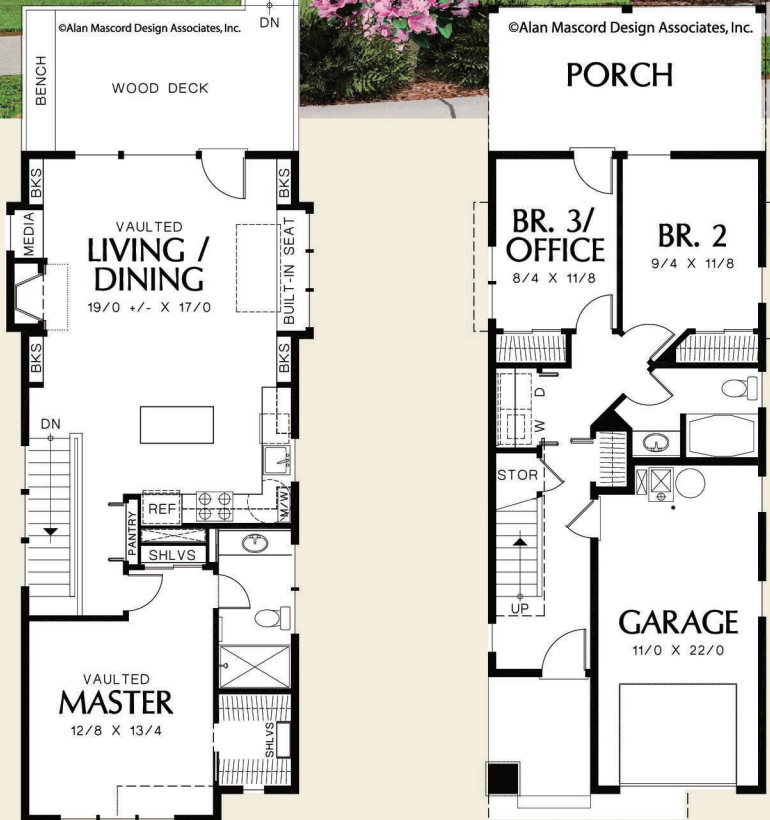 ©Alan Mascord Design Associates, Inc.
DN
BENCH
WOOD DECK
BKS
BKS
MEDIA
VAULTED
LIVING /
DINING
19/0 +/- X 17/0
BUILT-IN SEAT
BKS
BKS
DN
REF
M/W
PANTRY
SHLVS
VAULTED
MASTER
12/8 X 13/4
SHLVS
©Alan Mascord Design Associates, Inc.
PORCH
BR. 3/
OFFICE
8/4 X 11/8
BR. 2
9/4 X 11/8
D
W
STOR
UP
GARAGE
11/0 X 22/0